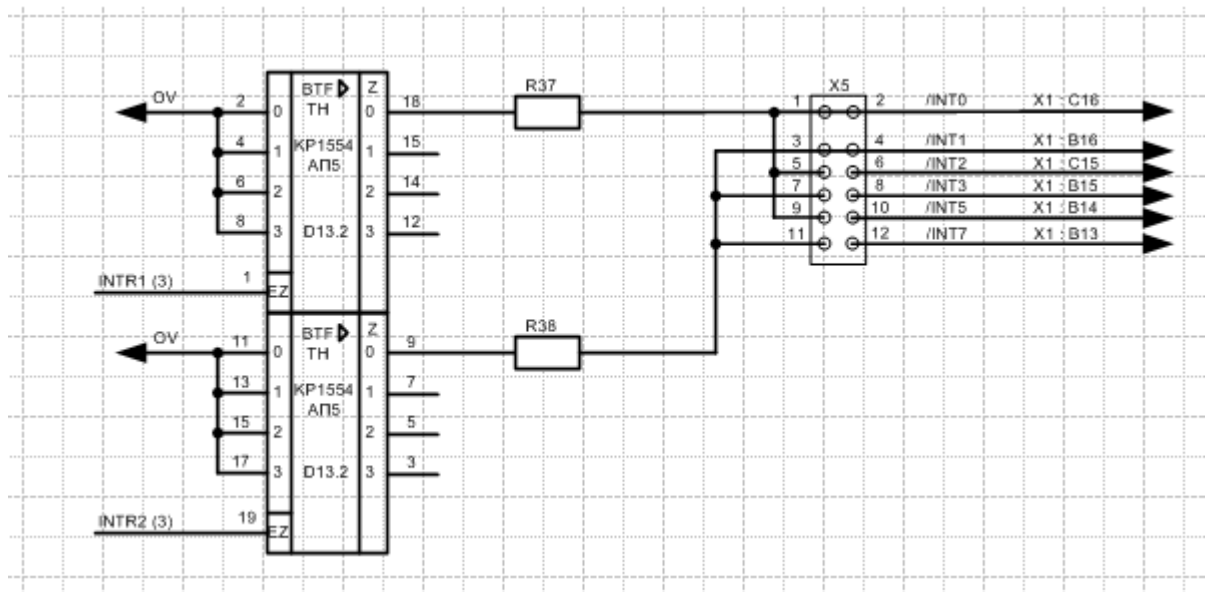 R37
X5
0V 2 BTF Z
0 TH 0 18 1 2 /INT0 X1 : C16
4 1 КР1554 1 15 3 4 /INT1 X1 : B16
АП5 5 6 /INT2 X1 : C15
6 2 2 14 7 8 /INT3 X1 : B15
8 3 D13.2 3 12 9 10 /INT5 X1 : B14
11 12 /INT7 X1 : B13
INTR1 (3) 1 EZ
R38
0V 11 BTF Z
0 TH 0 9
13 1 КР1554 1 7
АП5
15 2 2 5
17 3 D13.2 3 3
INTR2 (3) 19 EZ